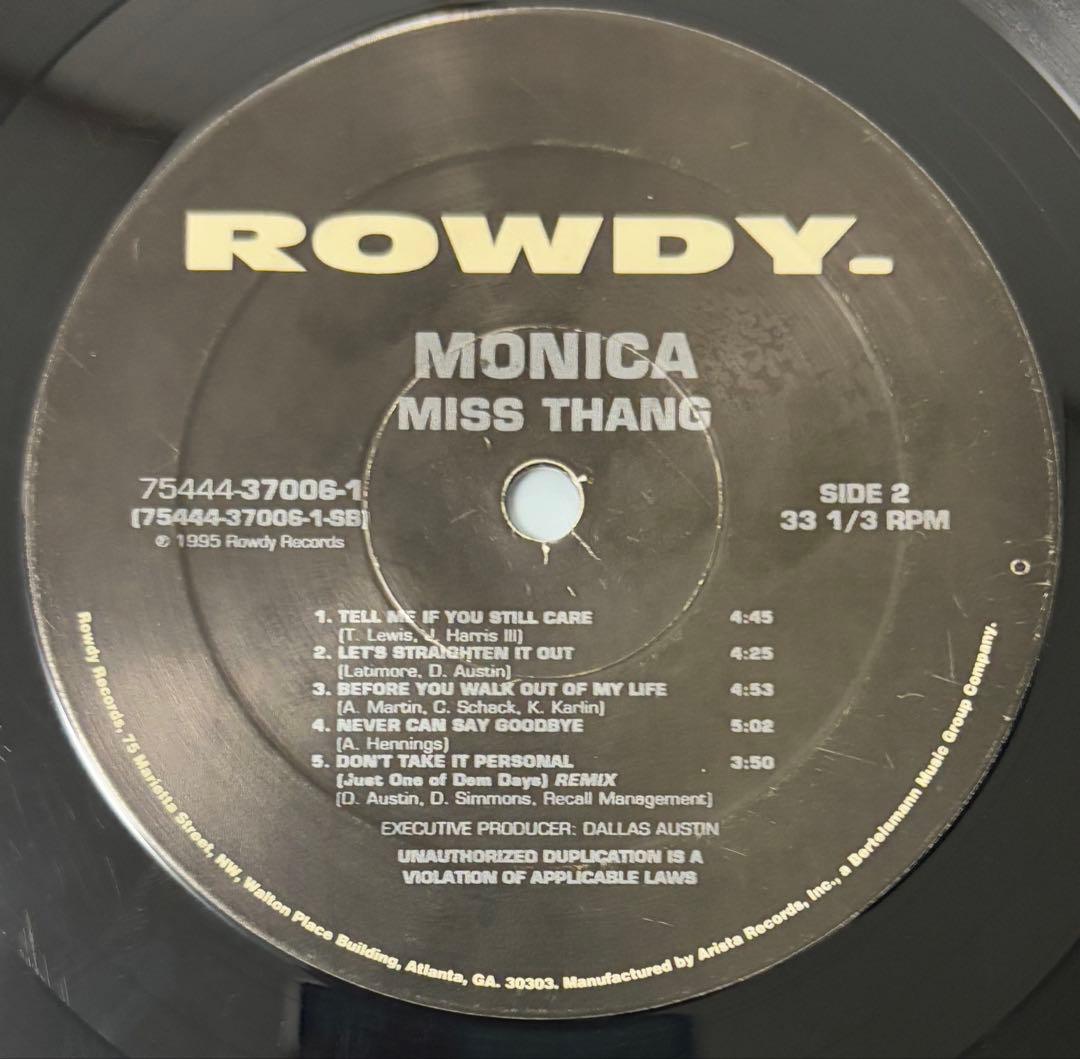 ROWDY.
MONICA
MISS THANG
75444-37006-1
(75444-37006-1-SB)
℗ 1995 Rowdy Records
SIDE 2
33 1/3 RPM
1. TELL ME IF YOU STILL CARE 4:45
(T. Lewis, J. Harris III)
2. LET'S STRAIGHTEN IT OUT 4:25
(Latimore, D. Austin)
3. BEFORE YOU WALK OUT OF MY LIFE 4:53
(A. Martin, C. Schack, K. Karlin)
4. NEVER CAN SAY GOODBYE 5:02
(A. Hennings)
5. DON'T TAKE IT PERSONAL 3:50
(Just One of Dem Days) REMIX
(D. Austin, D. Simmons, Recall Management)
EXECUTIVE PRODUCER: DALLAS AUSTIN
UNAUTHORIZED DUPLICATION IS A
VIOLATION OF APPLICABLE LAWS
Rowdy Records, 75 Marietta Street, NW, Walton Place Building, Atlanta, GA. 30303. Manufactured by Arista Records, Inc., a Bertelsmann Music Group Company.